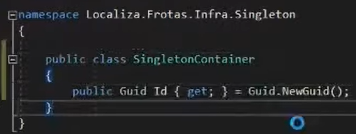 namespace Localiza.Frotas.Infra.Singleton
{
public class SingletonContainer
{
public Guid Id { get; } = Guid.NewGuid();
}
}